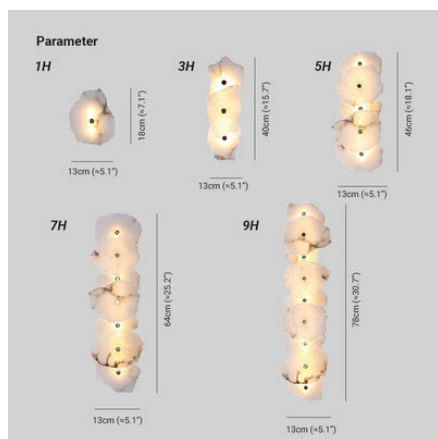 Parameter
1H
3H
5H
18cm (≈7.1")
40cm (≈15.7")
46cm (≈18.1")
13cm (≈5.1")
13cm (≈5.1")
13cm (≈5.1")
7H
9H
64cm (≈25.2")
78cm (≈30.7")
13cm (≈5.1")
13cm (≈5.1")